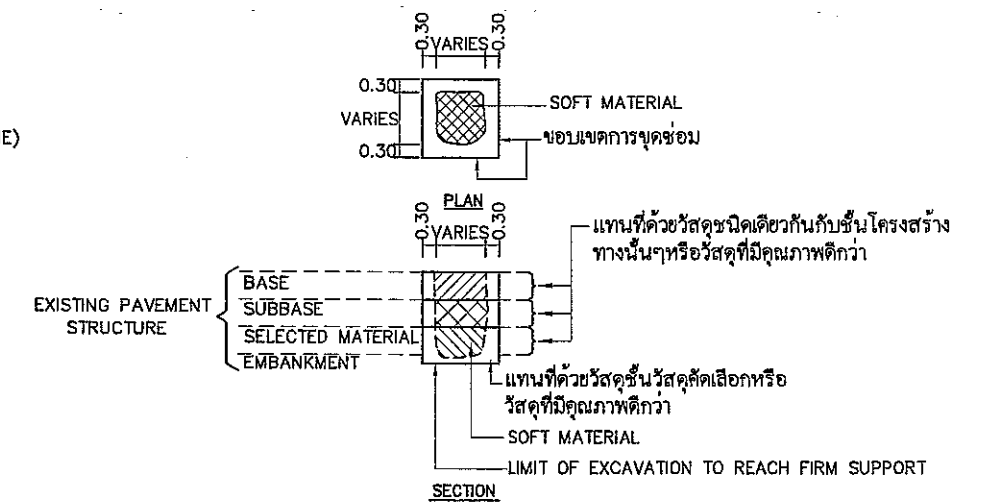 0.30
VARIES
0.30
0.30
VARIES
0.30
SOFT MATERIAL
ขอบเขตการขุดซ่อม
E)
PLAN
0.30
VARIES
0.30
แทนที่ด้วยวัสดุชนิดเดียวกันกับชั้นโครงสร้าง
ทางนั้นๆหรือวัสดุที่มีคุณภาพดีกว่า
EXISTING PAVEMENT
STRUCTURE
BASE
SUBBASE
SELECTED MATERIAL
EMBANKMENT
แทนที่ด้วยวัสดุชั้นวัสดุคัดเลือกหรือ
วัสดุที่มีคุณภาพดีกว่า
SOFT MATERIAL
LIMIT OF EXCAVATION TO REACH FIRM SUPPORT
SECTION